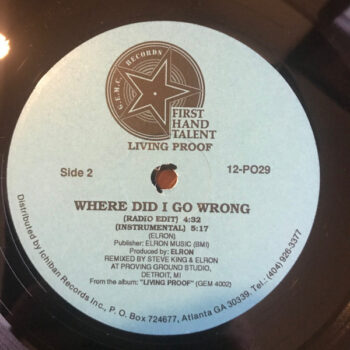 G.E.M.C. RECORDS
FIRST
HAND
TALENT
LIVING PROOF
Side 2
12-PO29
WHERE DID I GO WRONG
(RADIO EDIT) 4:32
(INSTRUMENTAL) 5:17
(ELRON)
Publisher: ELRON MUSIC (BMI)
Produced by: ELRON
REMIXED BY STEVE KING & ELRON
AT PROVING GROUND STUDIO,
DETROIT, MI
From the album: "LIVING PROOF" (GEM 4002)
Distributed by Ichiban Records Inc., P. O. Box 724677, Atlanta GA 30339, Tel.: (404) 926-3377